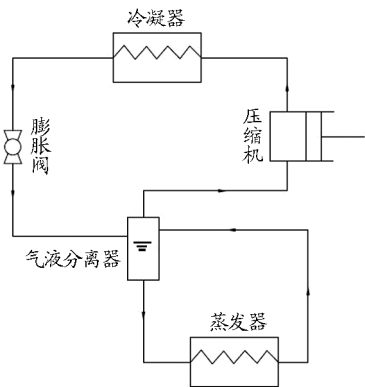 冷凝器
压缩机
膨胀阀
气液分离器
蒸发器